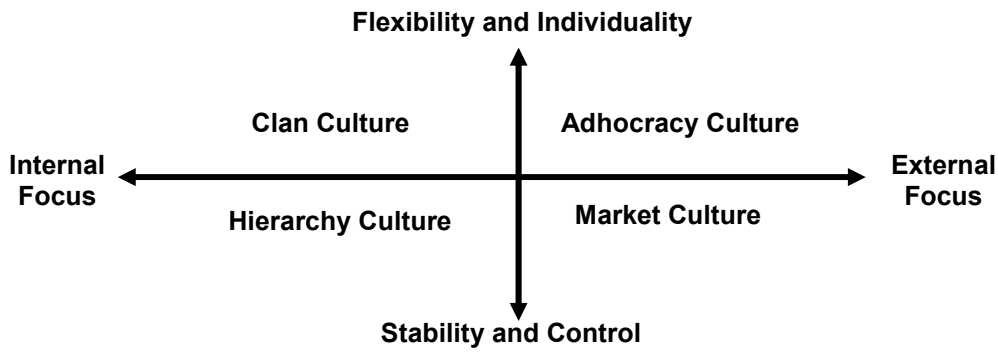 Flexibility and Individuality
Clan Culture
Adhocracy Culture
Internal
Focus
External
Focus
Hierarchy Culture
Market Culture
Stability and Control